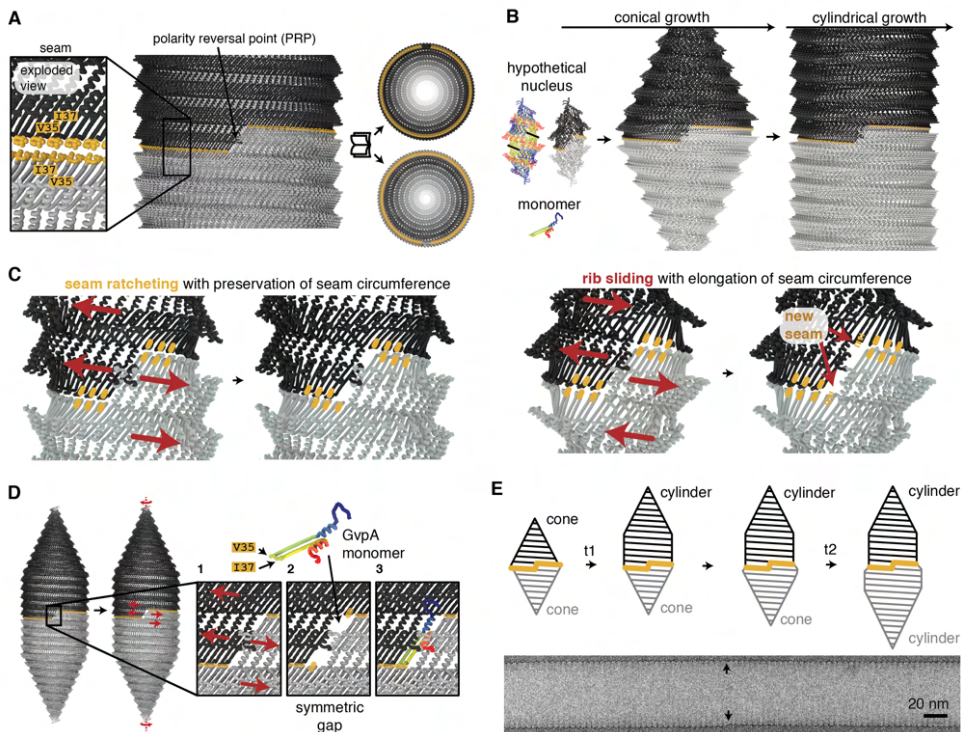 A
seam
exploded
view
I37
V35
I37
V35
polarity reversal point (PRP)
B
conical growth
cylindrical growth
hypothetical
nucleus
monomer
C
seam ratcheting with preservation of seam circumference
rib sliding with elongation of seam circumference
new
seam
D
V35
I37
GvpA
monomer
1
2
3
symmetric
gap
E
cone
cone
t1
cylinder
cone
cylinder
cone
t2
cylinder
cylinder
20 nm